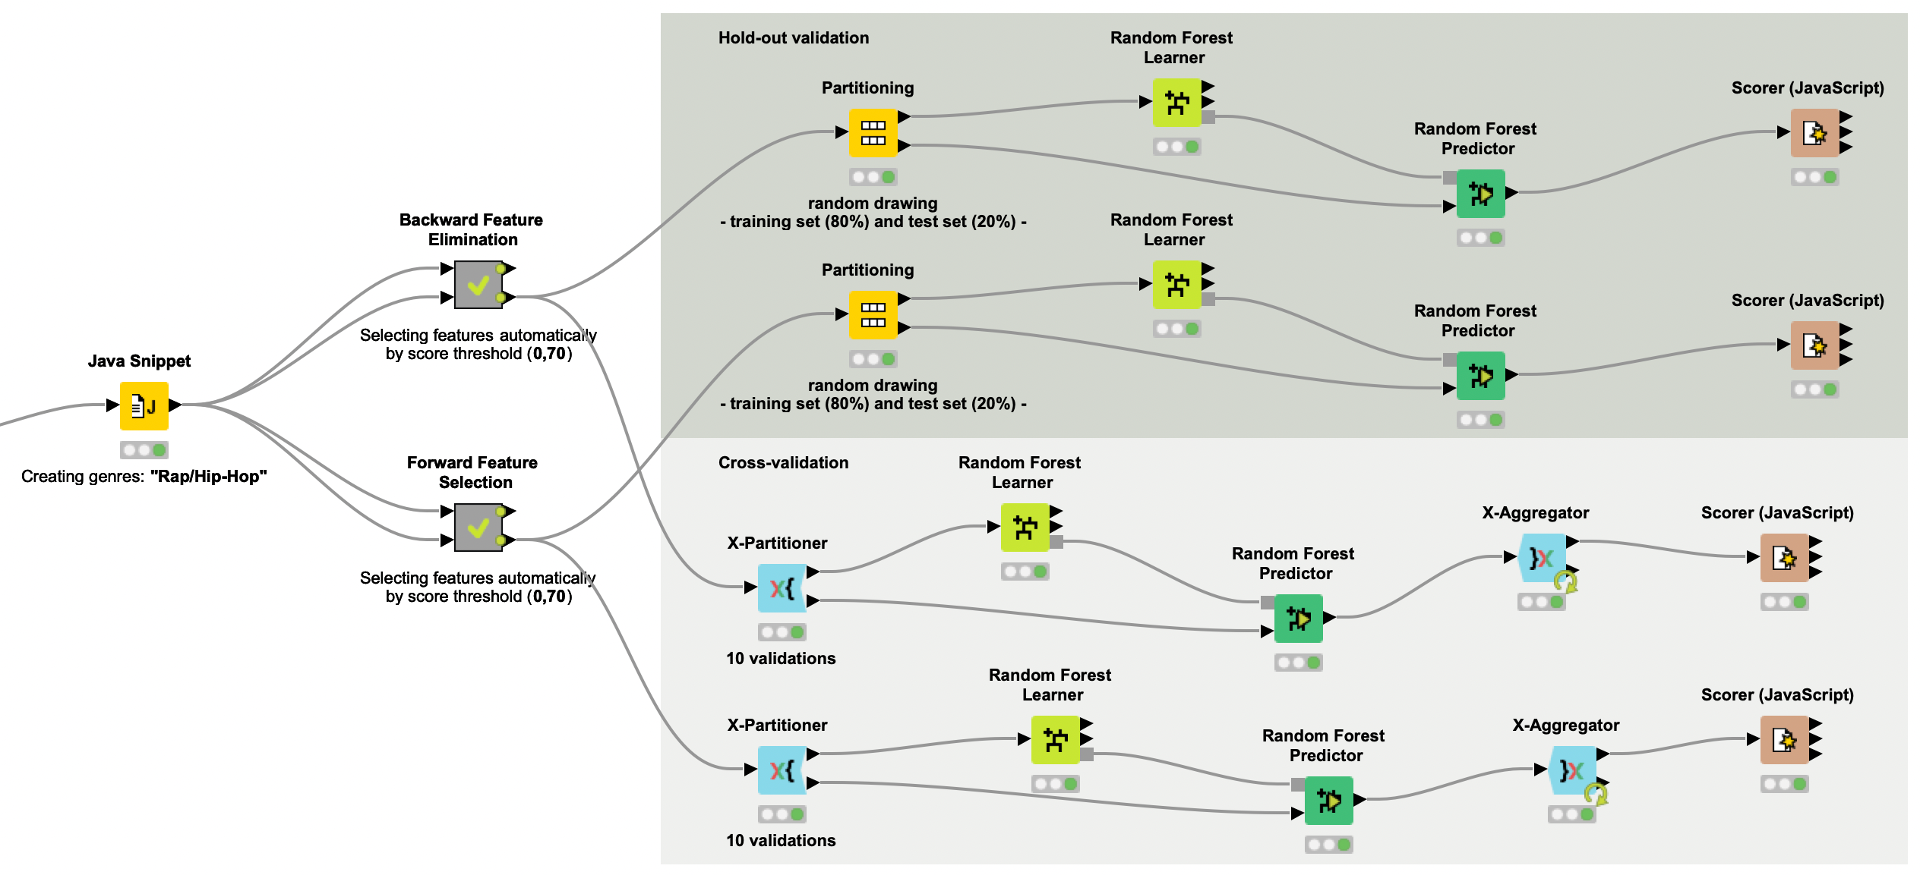 Hold-out validation
Random Forest
Learner
Partitioning
Scorer (JavaScript)
Random Forest
Predictor
random drawing
- training set (80%) and test set (20%) -
Random Forest
Learner
Backward Feature
Elimination
Partitioning
Scorer (JavaScript)
Random Forest
Predictor
Selecting features automatically
by score threshold (0,70)
Java Snippet
J
random drawing
- training set (80%) and test set (20%) -
Creating genres: "Rap/Hip-Hop"
Forward Feature
Selection
Cross-validation
Random Forest
Learner
X-Aggregator
Scorer (JavaScript)
X-Partitioner
Random Forest
Predictor
X{
}X
Selecting features automatically
by score threshold (0,70)
10 validations
Random Forest
Learner
Scorer (JavaScript)
X-Partitioner
X-Aggregator
Random Forest
Predictor
X{
}X
10 validations